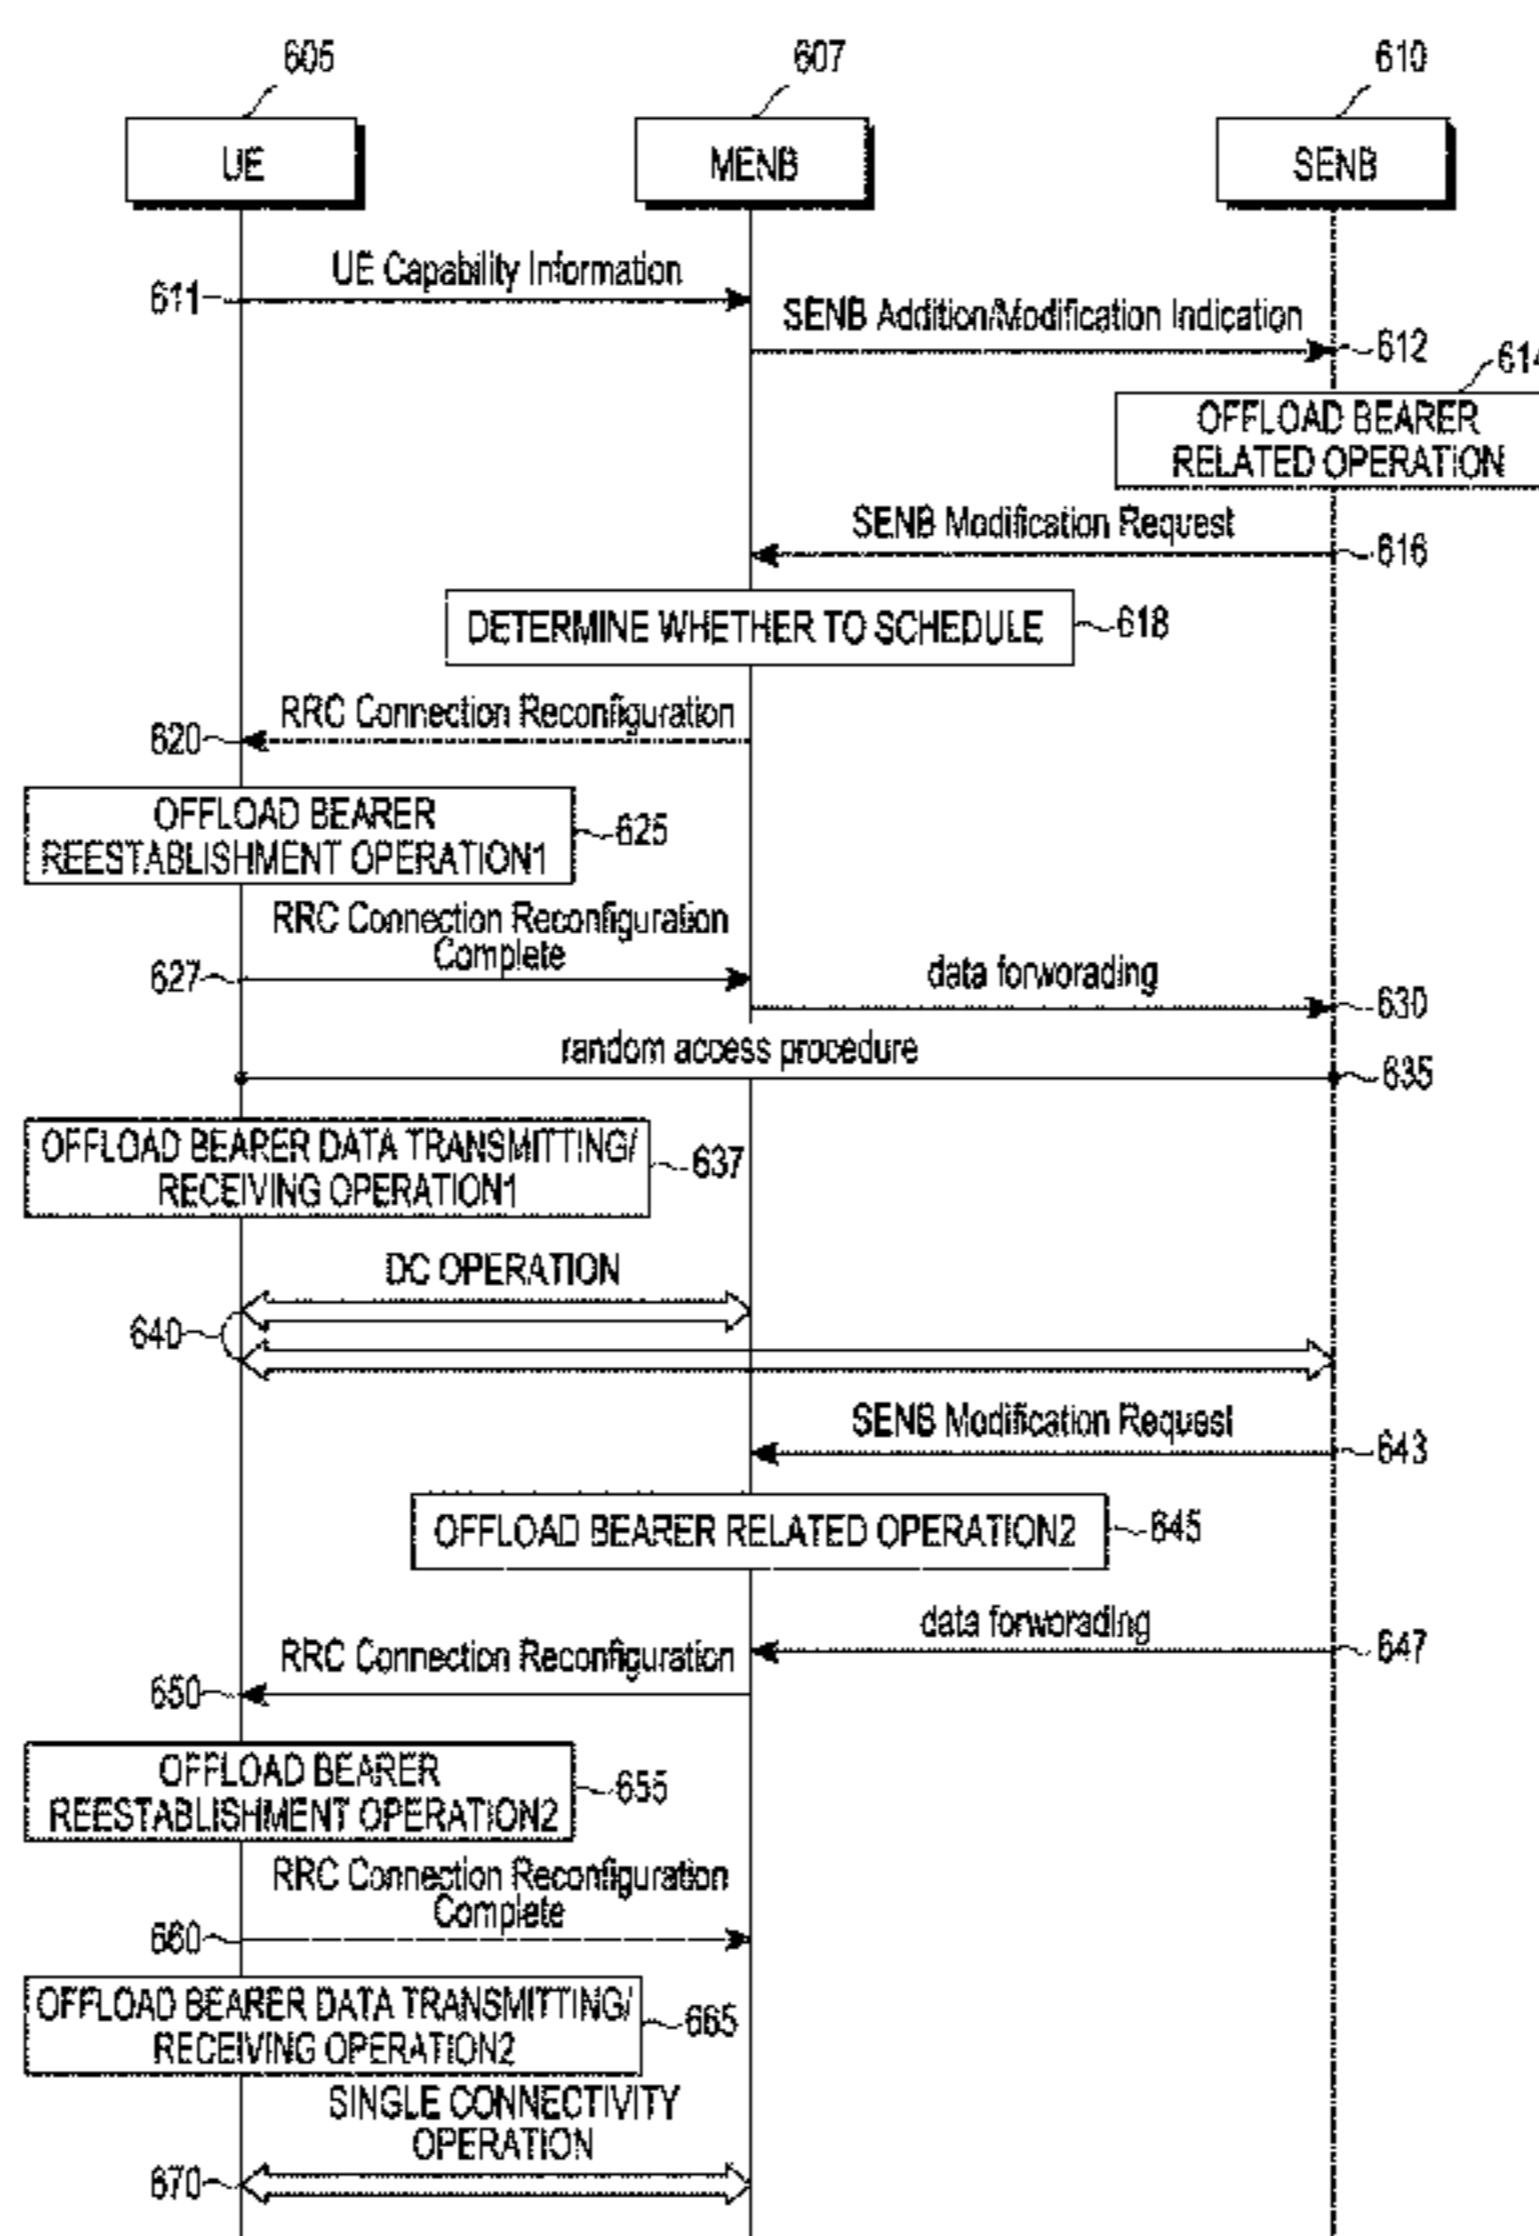 605
607
610
UE
MENB
SENB
UE Capability Information
611
SENB Addition/Modification Indication
612
614
OFFLOAD BEARER
RELATED OPERATION
SENB Modification Request
616
DETERMINE WHETHER TO SCHEDULE
618
RRC Connection Reconfiguration
620
OFFLOAD BEARER
REESTABLISHMENT OPERATION1
625
RRC Connection Reconfiguration
Complete
627
data forworading
630
random access procedure
635
OFFLOAD BEARER DATA TRANSMITTING/
RECEIVING OPERATION1
637
DC OPERATION
640
SENB Modification Request
643
OFFLOAD BEARER RELATED OPERATION2
645
data forworading
647
RRC Connection Reconfiguration
650
OFFLOAD BEARER
REESTABLISHMENT OPERATION2
655
RRC Connection Reconfiguration
Complete
660
OFFLOAD BEARER DATA TRANSMITTING/
RECEIVING OPERATION2
665
SINGLE CONNECTIVITY
OPERATION
670